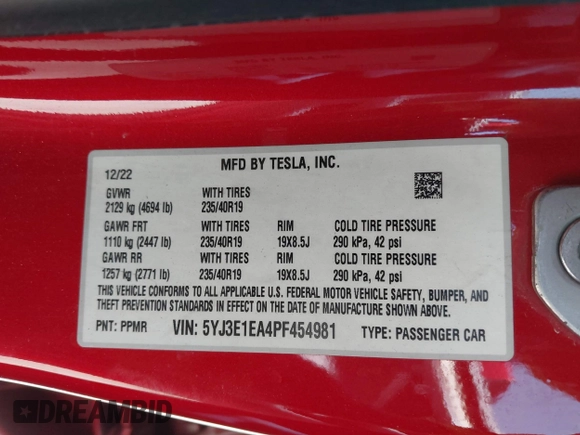 MFD BY TESLA, INC.
12/22
GVWR WITH TIRES
2129 kg (4694 lb) 235/40R19
GAWR FRT WITH TIRES RIM COLD TIRE PRESSURE
1110 kg (2447 lb) 235/40R19 19X8.5J 290 kPa, 42 psi
GAWR RR WITH TIRES RIM COLD TIRE PRESSURE
1257 kg (2771 lb) 235/40R19 19X8.5J 290 kPa, 42 psi
THIS VEHICLE CONFORMS TO ALL APPLICABLE U.S. FEDERAL MOTOR VEHICLE SAFETY, BUMPER, AND
THEFT PREVENTION STANDARDS IN EFFECT ON THE DATE OF MANUFACTURE SHOWN ABOVE.
PNT: PPMR VIN: 5YJ3E1EA4PF454981 TYPE: PASSENGER CAR
DREAMBID